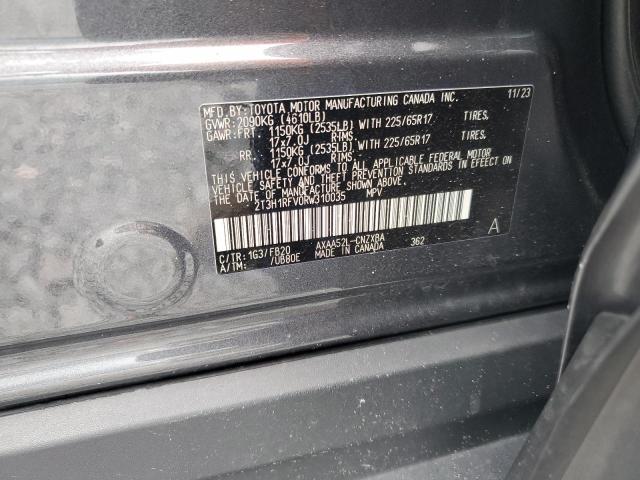 MFD. BY:TOYOTA MOTOR MANUFACTURING CANADA INC. 11/23
GVWR: 2090KG (4610LB)
GAWR: FRT. 1150KG (2535LB) WITH 225/65R17 TIRES.
17x7.0J RIMS.
RR. 1150KG (2535LB) WITH 225/65R17 TIRES.
17x7.0J RIMS.
THIS VEHICLE CONFORMS TO ALL APPLICABLE FEDERAL MOTOR
VEHICLE SAFETY AND BUMPER STANDARDS IN EFFECT ON
THE DATE OF MANUFACTURE SHOWN ABOVE.
2T3H1RFV0RW310035 MPV
A
C/TR: 1G3/FB20 AXAA52L-CNZXBA 362
A/TM: /UB80E MADE IN CANADA